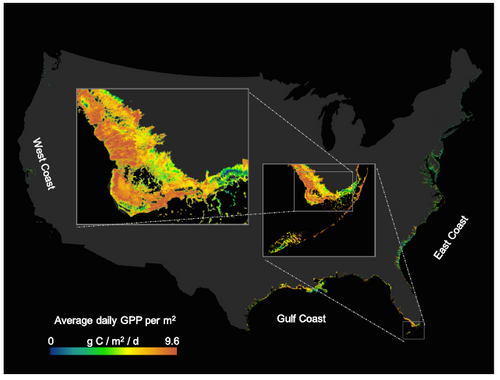 West Coast
East Coast
Gulf Coast
Average daily GPP per m²
0 g C / m² / d 9.6